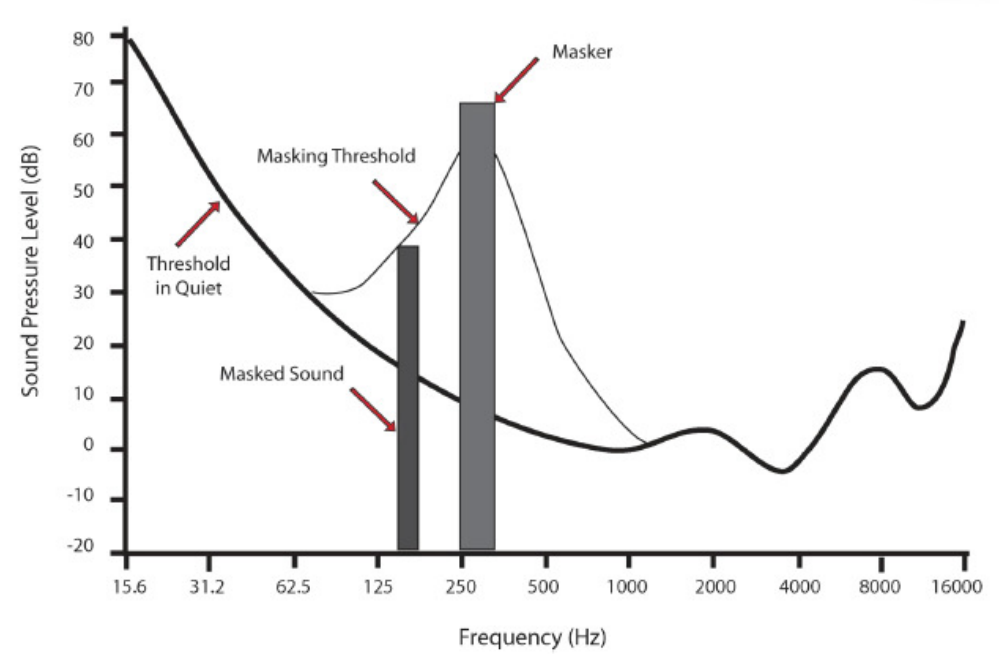 80
Masker
70
60
Masking Threshold
50
40
Threshold
in Quiet
30
20
Masked Sound
10
0
-10
-20
15.6 31.2 62.5 125 250 500 1000 2000 4000 8000 16000
Sound Pressure Level (dB)
Frequency (Hz)